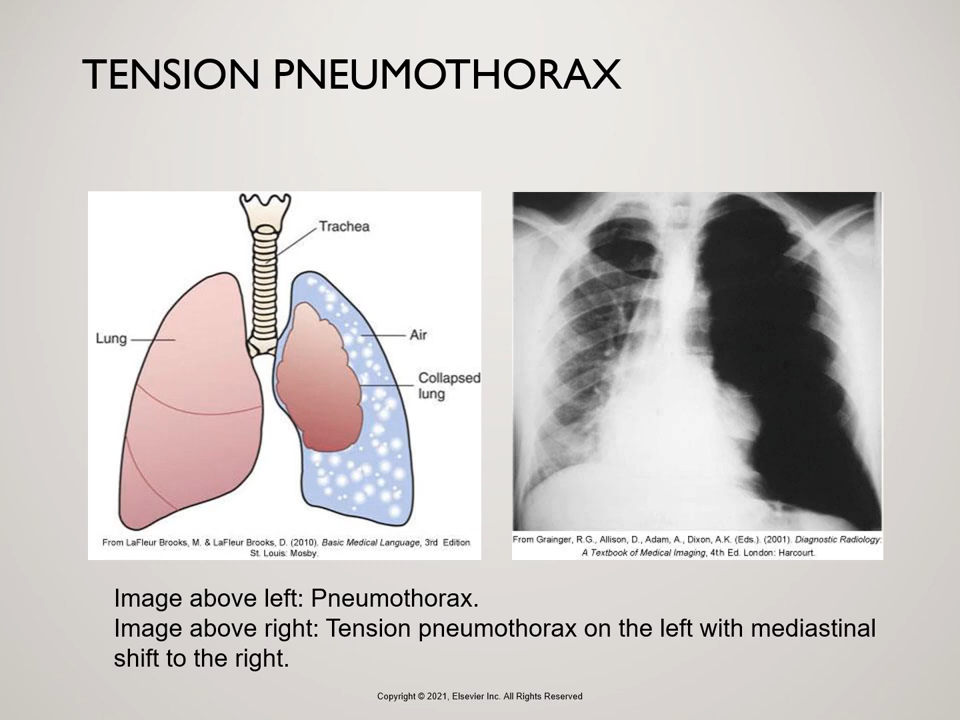 TENSION PNEUMOTHORAX
Trachea
Lung
Air
Collapsed
lung
From LaFleur Brooks, M. & LaFleur Brooks, D. (2010). Basic Medical Language, 3rd Edition
St. Louis: Mosby.
From Grainger, R.G., Allison, D., Adam, A., Dixon, A.K. (Eds.). (2001). Diagnostic Radiology:
A Textbook of Medical Imaging, 4th Ed. London: Harcourt.
Image above left: Pneumothorax.
Image above right: Tension pneumothorax on the left with mediastinal
shift to the right.
Copyright © 2021, Elsevier Inc. All Rights Reserved